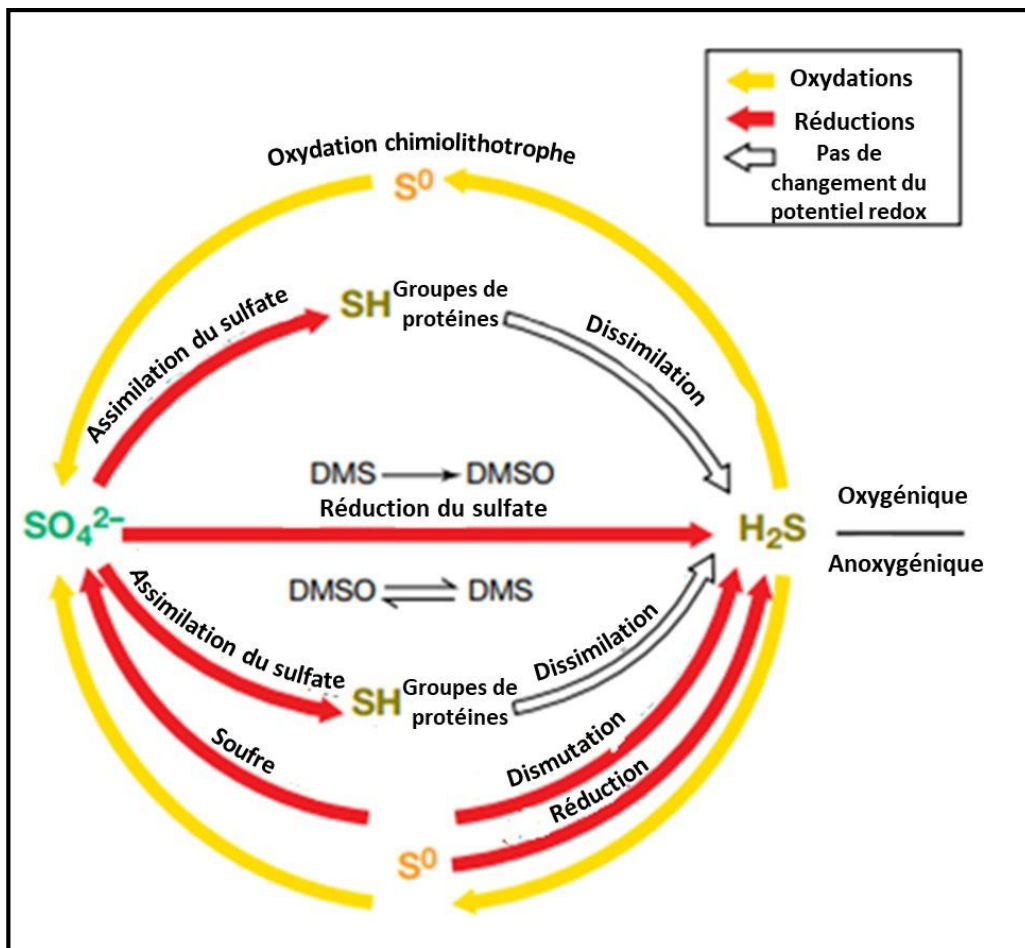 Oxydations
Réductions
Pas de
changement du
potentiel redox
Oxydation chimiolithotrophe
S⁰
Assimilation du sulfate
SH Groupes de
protéines
Dissimilation
DMS → DMSO
Réduction du sulfate
SO₄²⁻
H₂S
Oxygénique
Anoxygénique
DMSO ⇌ DMS
Assimilation du sulfate
Dissimilation
SH Groupes de
protéines
Soufre
Dismutation
Réduction
S⁰